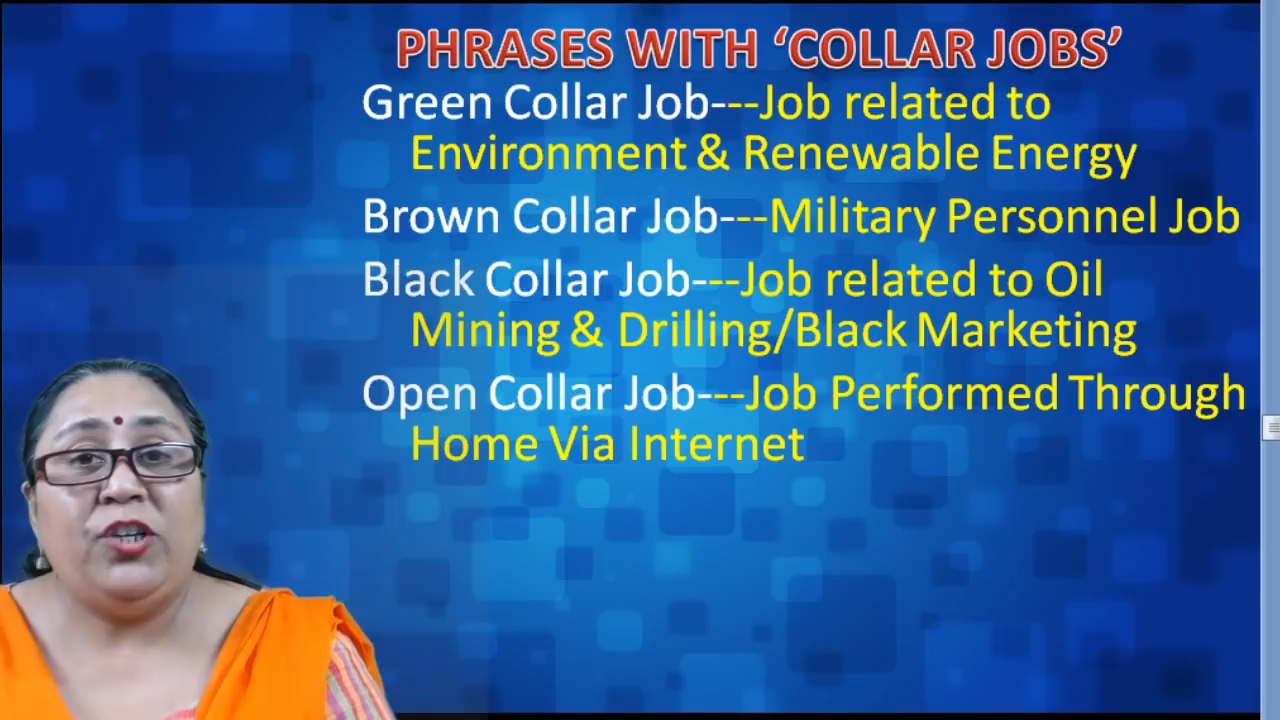 PHRASES WITH ‘COLLAR JOBS’
Green Collar Job---Job related to
Environment & Renewable Energy
Brown Collar Job---Military Personnel Job
Black Collar Job---Job related to Oil
Mining & Drilling/Black Marketing
Open Collar Job---Job Performed Through
Home Via Internet